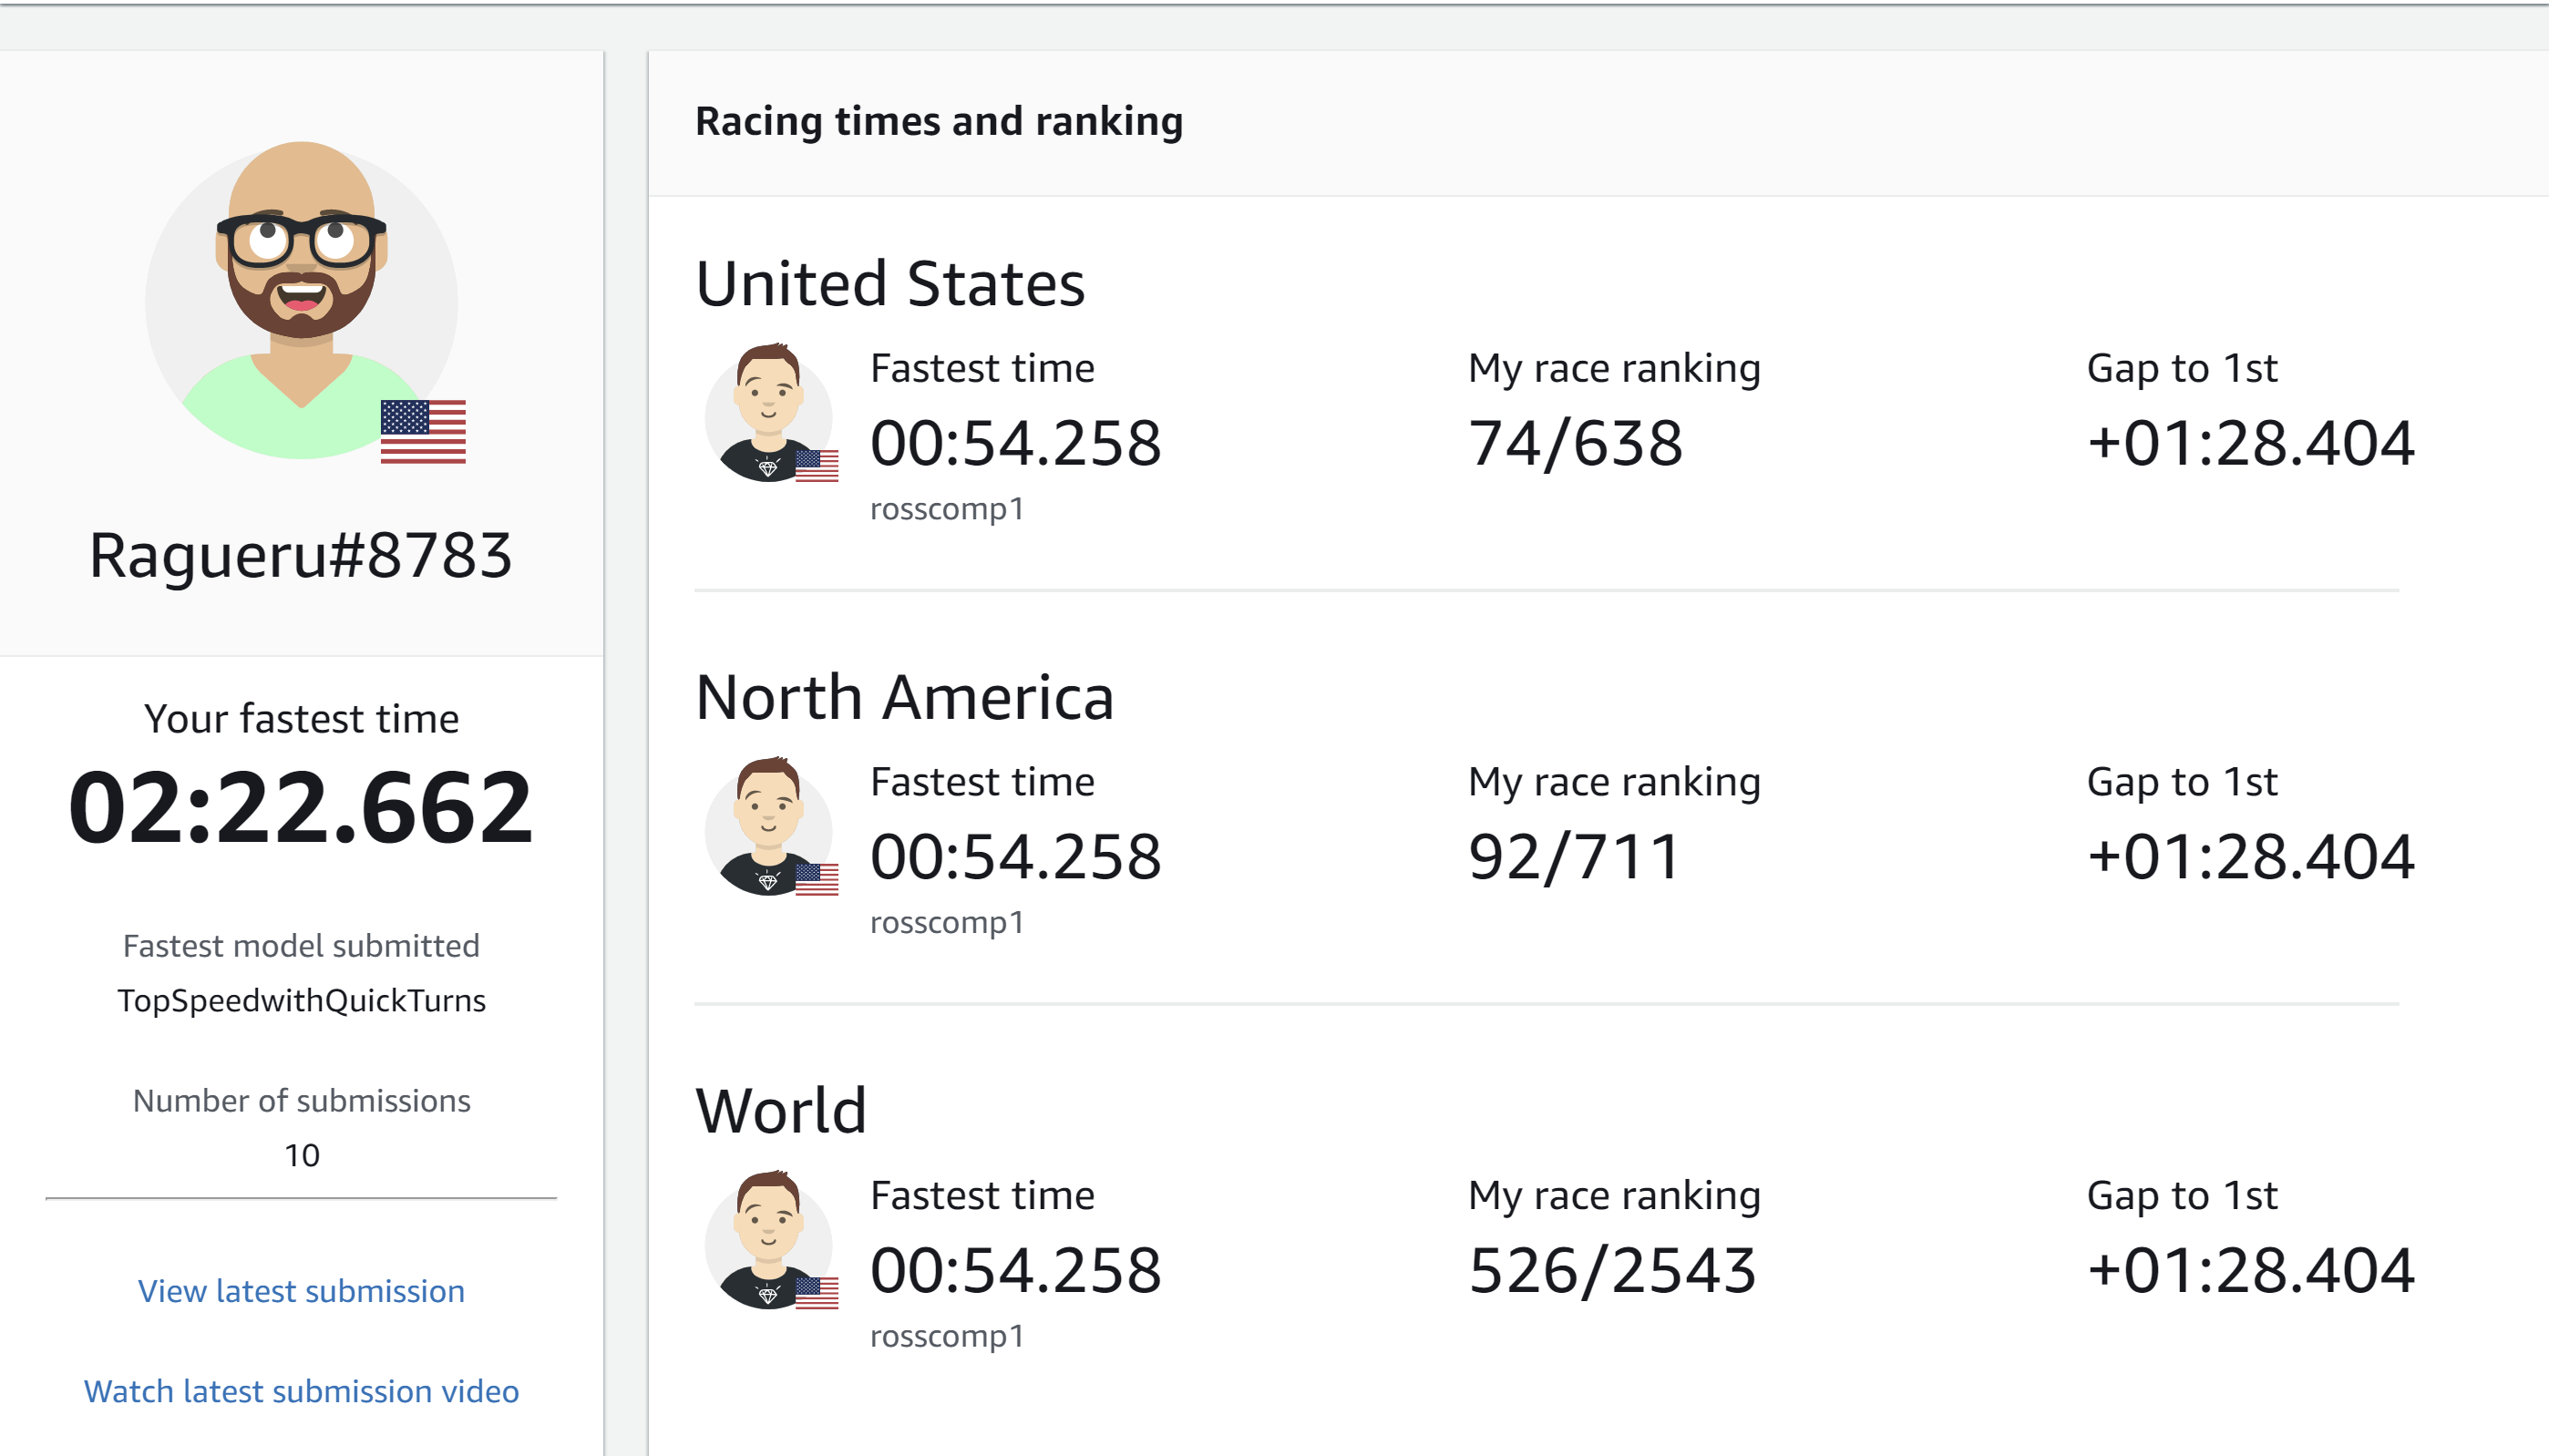 Ragueru#8783
Your fastest time
02:22.662
Fastest model submitted
TopSpeedwithQuickTurns
Number of submissions
10
View latest submission
Watch latest submission video
Racing times and ranking
United States
Fastest time
00:54.258
rosscomp1
My race ranking
74/638
Gap to 1st
+01:28.404
North America
Fastest time
00:54.258
rosscomp1
My race ranking
92/711
Gap to 1st
+01:28.404
World
Fastest time
00:54.258
rosscomp1
My race ranking
526/2543
Gap to 1st
+01:28.404